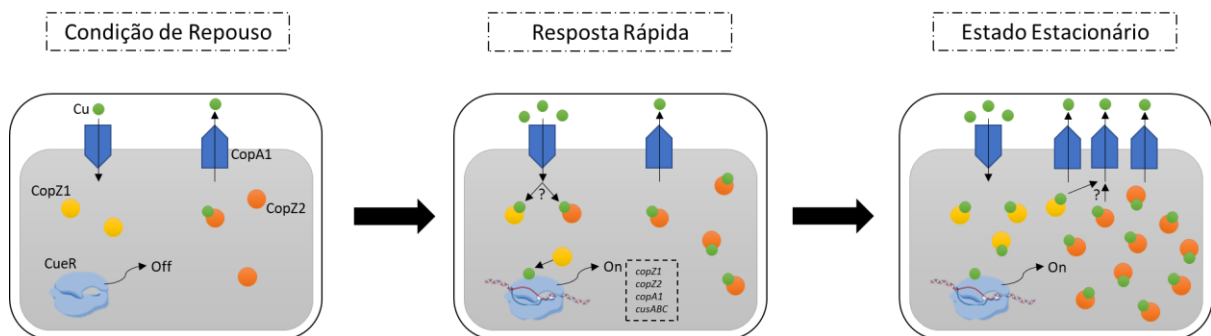 Condição de Repouso
Resposta Rápida
Estado Estacionário
Cu
CopA1
CopZ1
CopZ2
CueR
Off
?
On
copZ1
copZ2
copA1
cusABC
?
On